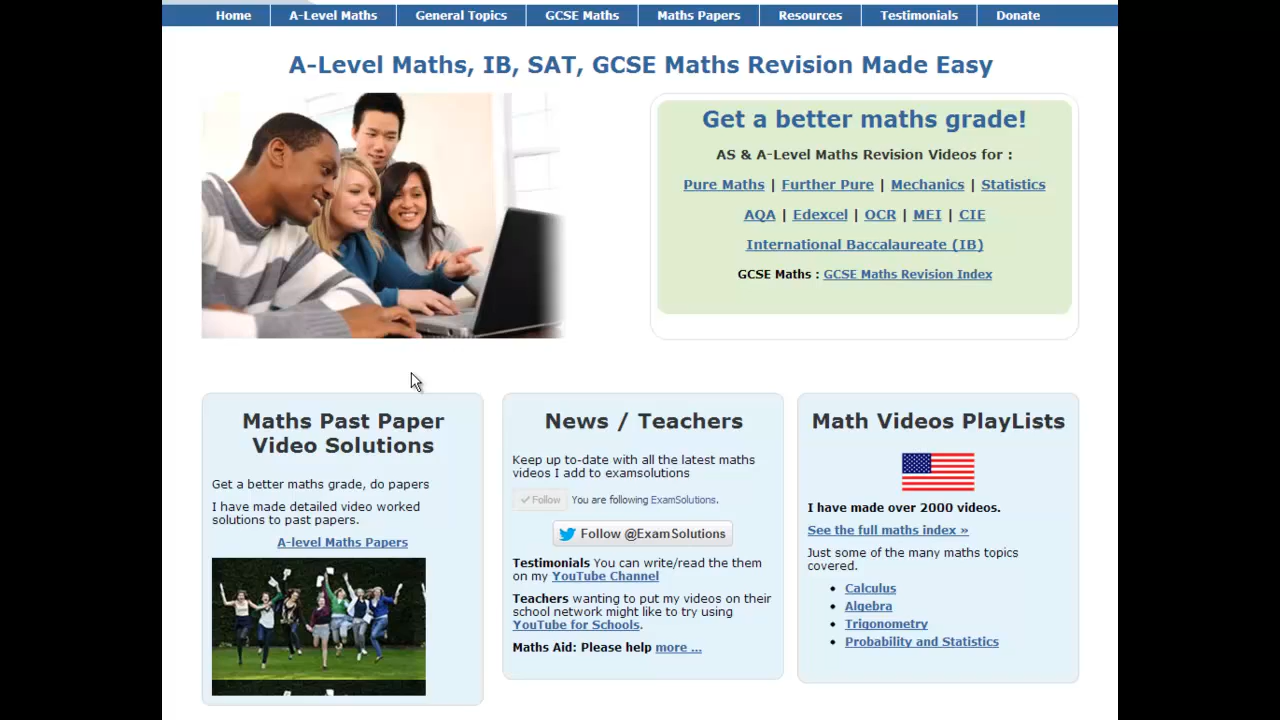 Home A-Level Maths General Topics GCSE Maths Maths Papers Resources Testimonials Donate
A-Level Maths, IB, SAT, GCSE Maths Revision Made Easy
Get a better maths grade!
AS & A-Level Maths Revision Videos for :
Pure Maths | Further Pure | Mechanics | Statistics
AQA | Edexcel | OCR | MEI | CIE
International Baccalaureate (IB)
GCSE Maths : GCSE Maths Revision Index
Maths Past Paper
Video Solutions
Get a better maths grade, do papers
I have made detailed video worked
solutions to past papers.
A-level Maths Papers
News / Teachers
Keep up to-date with all the latest maths
videos I add to examsolutions
Follow You are following ExamSolutions.
Follow @ExamSolutions
Testimonials You can write/read the them
on my YouTube Channel
Teachers wanting to put my videos on their
school network might like to try using
YouTube for Schools.
Maths Aid: Please help more ...
Math Videos PlayLists
I have made over 2000 videos.
See the full maths index »
Just some of the many maths topics
covered.
• Calculus
• Algebra
• Trigonometry
• Probability and Statistics